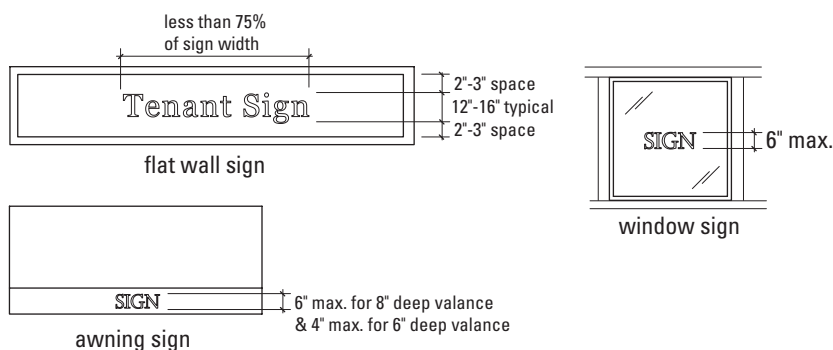 less than 75%
of sign width
Tenant Sign
2"-3" space
12"-16" typical
2"-3" space
flat wall sign
SIGN
6" max.
window sign
SIGN
6" max. for 8" deep valance
& 4" max. for 6" deep valance
awning sign